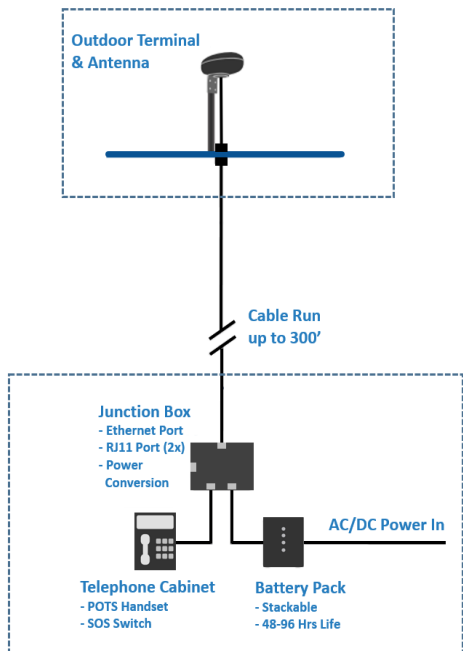 Outdoor Terminal
& Antenna
Cable Run
up to 300’
Junction Box
- Ethernet Port
- RJ11 Port (2x)
- Power
Conversion
AC/DC Power In
Telephone Cabinet
- POTS Handset
- SOS Switch
Battery Pack
- Stackable
- 48-96 Hrs Life